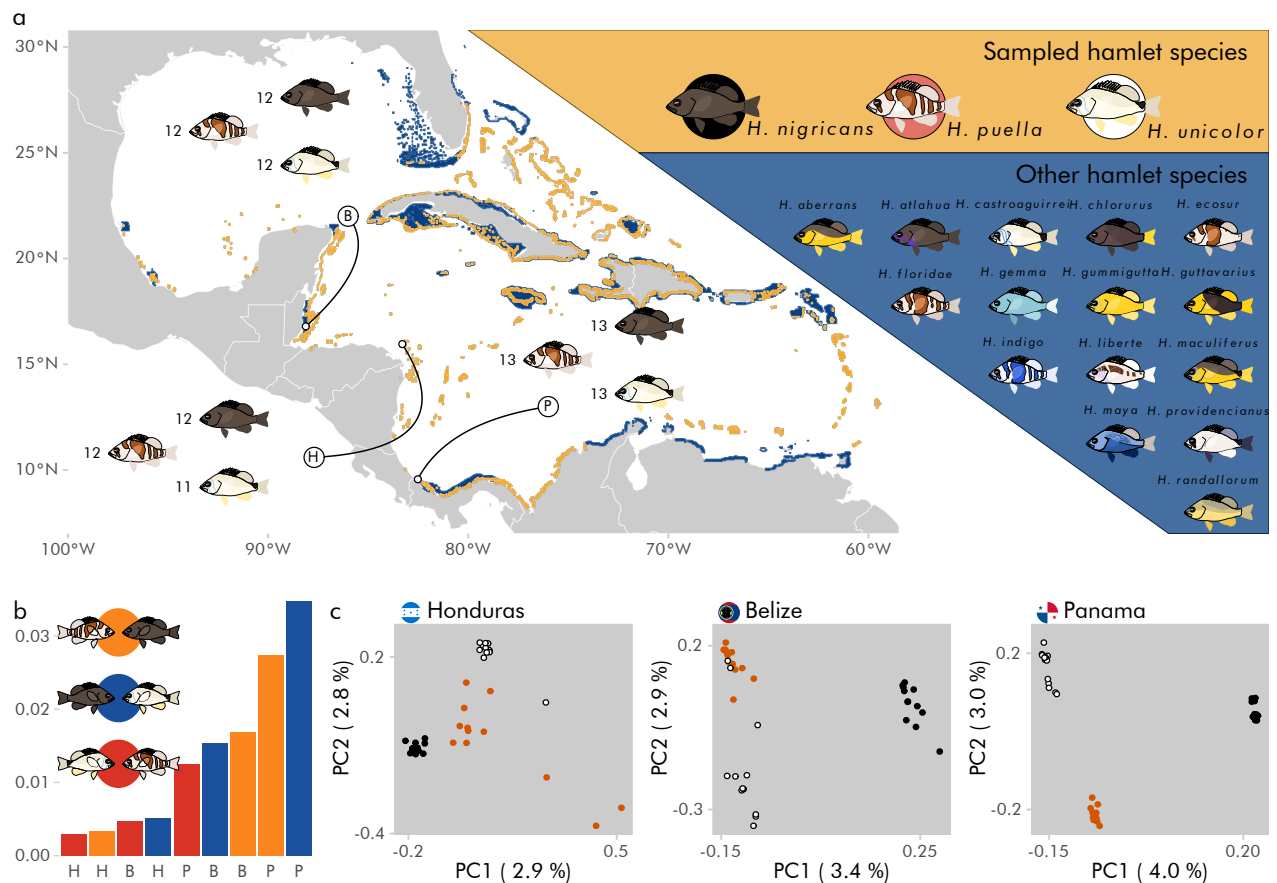 a
30°N
25°N
20°N
15°N
10°N
100°W
90°W
80°W
70°W
60°W
12
12
12
B
13
13
13
P
12
12
11
H
Sampled hamlet species
H. nigricans
H. puella
H. unicolor
Other hamlet species
H. aberrans
H. atlahua
H. castroaguirrei
H. chlorurus
H. ecosur
H. floridae
H. gemma
H. gummigutta
H. guttavarius
H. indigo
H. liberte
H. maculiferus
H. maya
H. providencianus
H. randallorum
b
0.03
0.02
0.01
0.00
H H B H P B B P P
c
Honduras
PC2 ( 2.8 %)
0.2
-0.4
-0.2
0.5
PC1 ( 2.9 %)
Belize
PC2 ( 2.9 %)
0.2
-0.3
-0.15
0.25
PC1 ( 3.4 %)
Panama
PC2 ( 3.0 %)
0.2
-0.2
-0.15
0.20
PC1 ( 4.0 %)